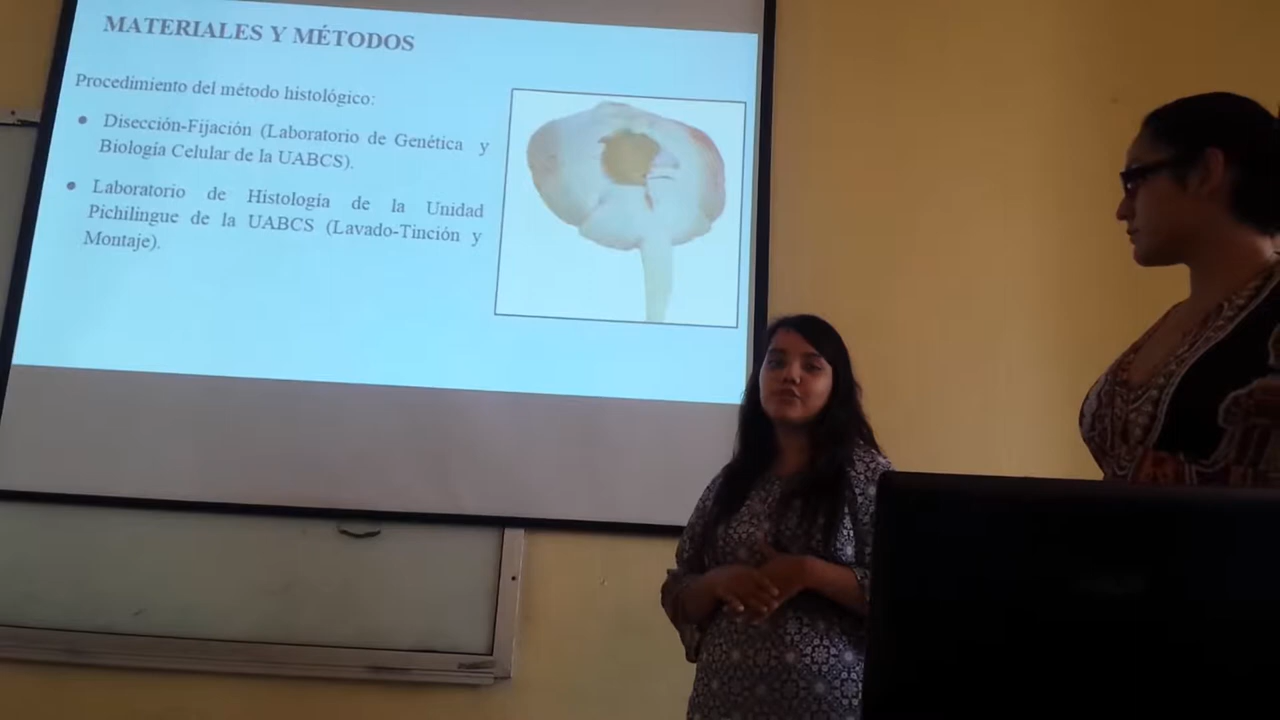 MATERIALES Y MÉTODOS
Procedimiento del método histológico:
● Disección-Fijación (Laboratorio de Genética y
Biología Celular de la UABCS).
● Laboratorio de Histología de la Unidad
Pichilingue de la UABCS (Lavado-Tinción y
Montaje).